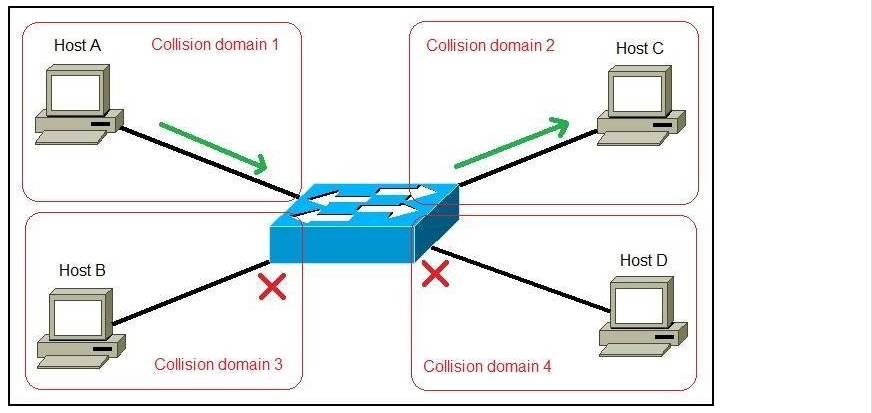 Host A
Collision domain 1
Collision domain 2
Host C
Host B
Collision domain 3
Host D
Collision domain 4